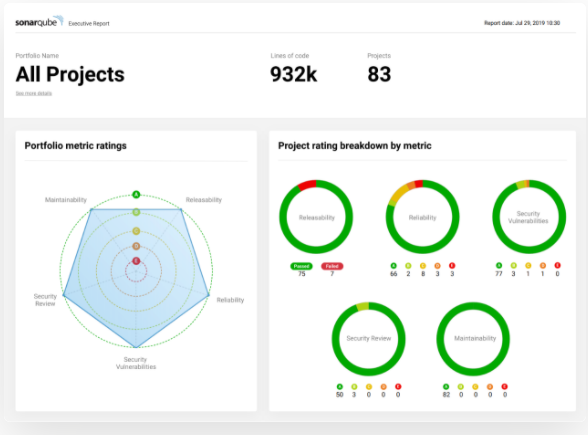 sonarqube Executive Report
Report date: Jul 29, 2019 10:30
Portfolio Name
All Projects
See more details
Lines of code
932k
Projects
83
Portfolio metric ratings
A
B
C
D
E
Maintainability
Releasability
Security
Review
Reliability
Security
Vulnerabilities
Project rating breakdown by metric
Releasability
Passed Failed
75 7
Reliability
A B C D E
66 2 8 3 3
Security
Vulnerabilities
A B C D E
77 3 1 1 0
Security Review
A B C D E
50 3 0 0 0
Maintainability
A B C D E
82 0 0 0 0